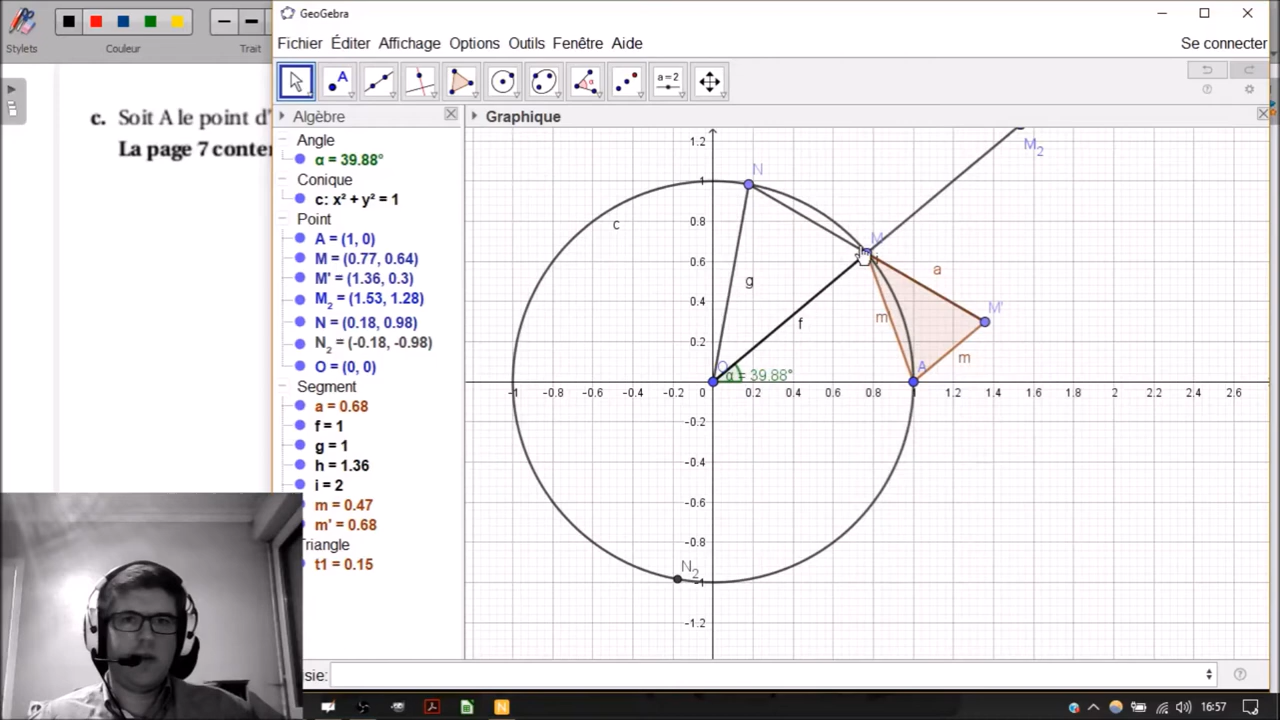 GeoGebra
Fichier Éditer Affichage Options Outils Fenêtre Aide
Se connecter
Stylets
Couleur
Trait
A
a=2
Algèbre
Graphique
c. Soit A le point d'
La page 7 conter
Angle
α = 39.88°
Conique
c: x² + y² = 1
Point
A = (1, 0)
M = (0.77, 0.64)
M' = (1.36, 0.3)
M₂ = (1.53, 1.28)
N = (0.18, 0.98)
N₂ = (-0.18, -0.98)
O = (0, 0)
Segment
a = 0.68
f = 1
g = 1
h = 1.36
i = 2
m = 0.47
m' = 0.68
Triangle
t1 = 0.15
1.2
M₂
N
1
0.8
c
M
0.6
a
g
0.4
M'
m
f
0.2
m
O
α = 39.88°
A
-1 -0.8 -0.6 -0.4 -0.2 0 0.2 0.4 0.6 0.8 1 1.2 1.4 1.6 1.8 2 2.2 2.4 2.6
-0.2
-0.4
-0.6
-0.8
N₂
-1
-1.2
sie:
16:57